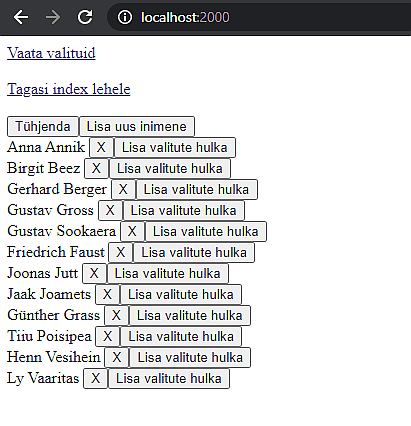 localhost:2000
Vaata valituid
Tagasi index lehele
Tühjenda Lisa uus inimene
Anna Annik X Lisa valitute hulka
Birgit Beez X Lisa valitute hulka
Gerhard Berger X Lisa valitute hulka
Gustav Gross X Lisa valitute hulka
Gustav Sookaera X Lisa valitute hulka
Friedrich Faust X Lisa valitute hulka
Joonas Jutt X Lisa valitute hulka
Jaak Joamets X Lisa valitute hulka
Günther Grass X Lisa valitute hulka
Tiiu Poisipea X Lisa valitute hulka
Henn Vesihein X Lisa valitute hulka
Ly Vaaritas X Lisa valitute hulka